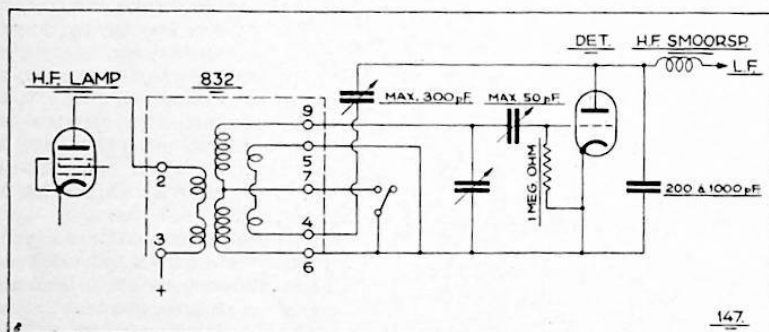 H.F. LAMP
832
MAX. 300 pF.
MAX. 50 pF
DET.
H.F. SMOORSP.
L.F.
9
2
5
7
1 MEG. OHM
200 à 1000 pF.
3
4
6
+
147.